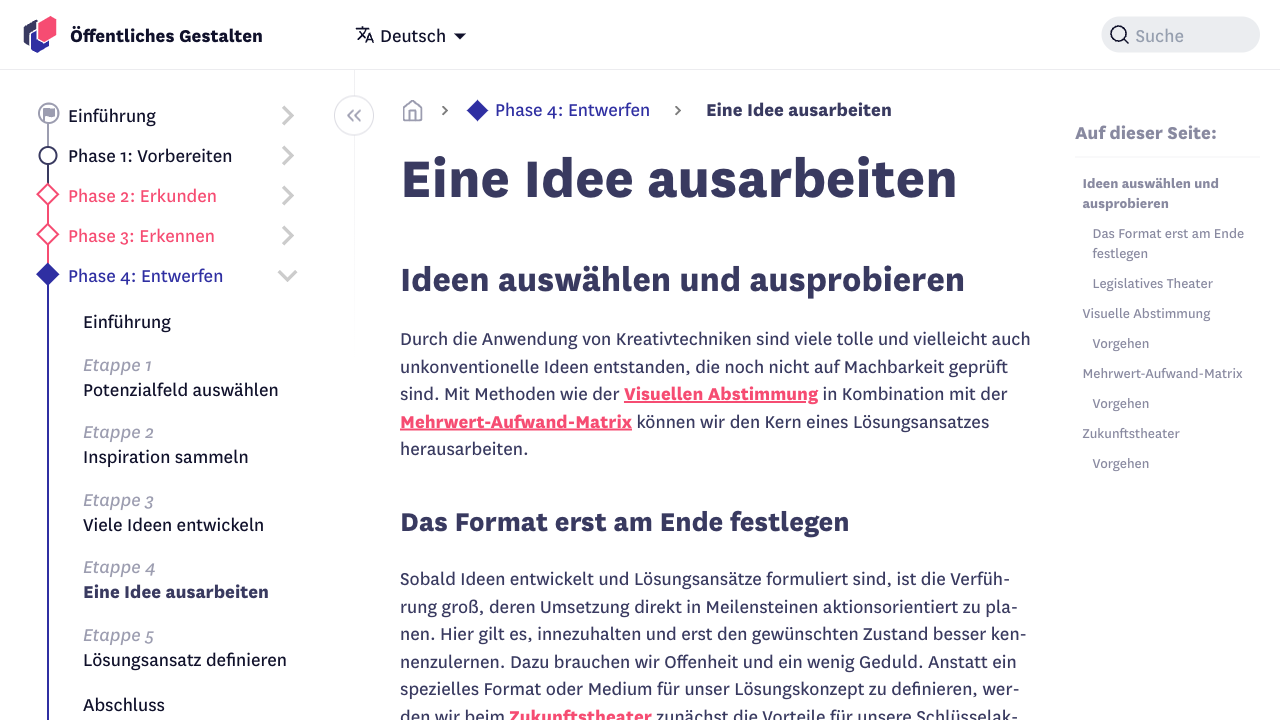 Öffentliches Gestalten
Deutsch
Suche
Einführung
Phase 1: Vorbereiten
Phase 2: Erkunden
Phase 3: Erkennen
Phase 4: Entwerfen
Einführung
Etappe 1
Potenzialfeld auswählen
Etappe 2
Inspiration sammeln
Etappe 3
Viele Ideen entwickeln
Etappe 4
Eine Idee ausarbeiten
Etappe 5
Lösungsansatz definieren
Abschluss
Phase 4: Entwerfen
Eine Idee ausarbeiten
Eine Idee ausarbeiten
Ideen auswählen und ausprobieren
Durch die Anwendung von Kreativtechniken sind viele tolle und vielleicht auch
unkonventionelle Ideen entstanden, die noch nicht auf Machbarkeit geprüft
sind. Mit Methoden wie der Visuellen Abstimmung in Kombination mit der
Mehrwert-Aufwand-Matrix können wir den Kern eines Lösungsansatzes
herausarbeiten.
Das Format erst am Ende festlegen
Sobald Ideen entwickelt und Lösungsansätze formuliert sind, ist die Verfüh-
rung groß, deren Umsetzung direkt in Meilensteinen aktionsorientiert zu pla-
nen. Hier gilt es, innezuhalten und erst den gewünschten Zustand besser ken-
nenzulernen. Dazu brauchen wir Offenheit und ein wenig Geduld. Anstatt ein
spezielles Format oder Medium für unser Lösungskonzept zu definieren, wer-
den wir beim Zukunftstheater zunächst die Vorteile für unsere Schlüsselak-
Auf dieser Seite:
Ideen auswählen und
ausprobieren
Das Format erst am Ende
festlegen
Legislatives Theater
Visuelle Abstimmung
Vorgehen
Mehrwert-Aufwand-Matrix
Vorgehen
Zukunftstheater
Vorgehen